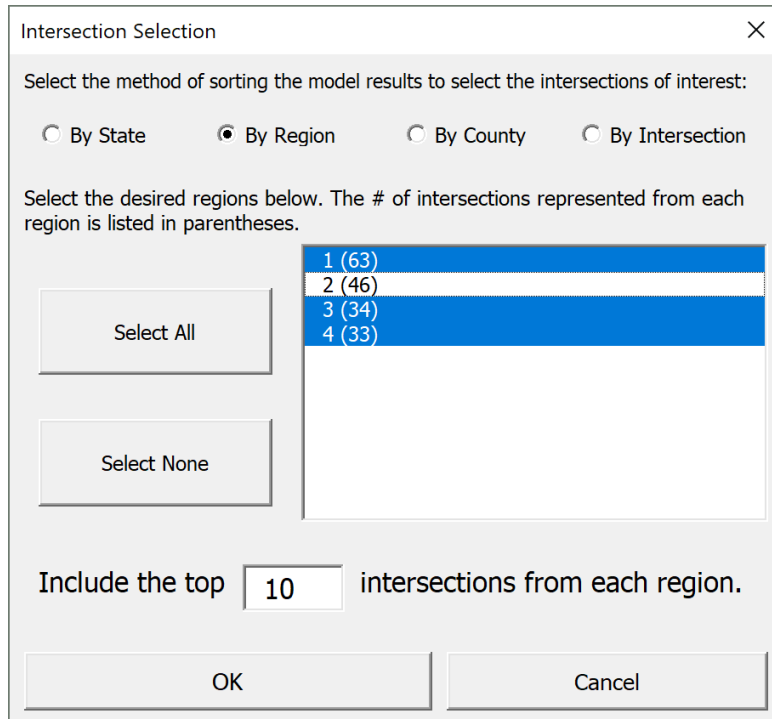 Intersection Selection
Select the method of sorting the model results to select the intersections of interest:
By State By Region By County By Intersection
Select the desired regions below. The # of intersections represented from each
region is listed in parentheses.
1 (63)
2 (46)
3 (34)
4 (33)
Select All
Select None
Include the top 10 intersections from each region.
OK Cancel